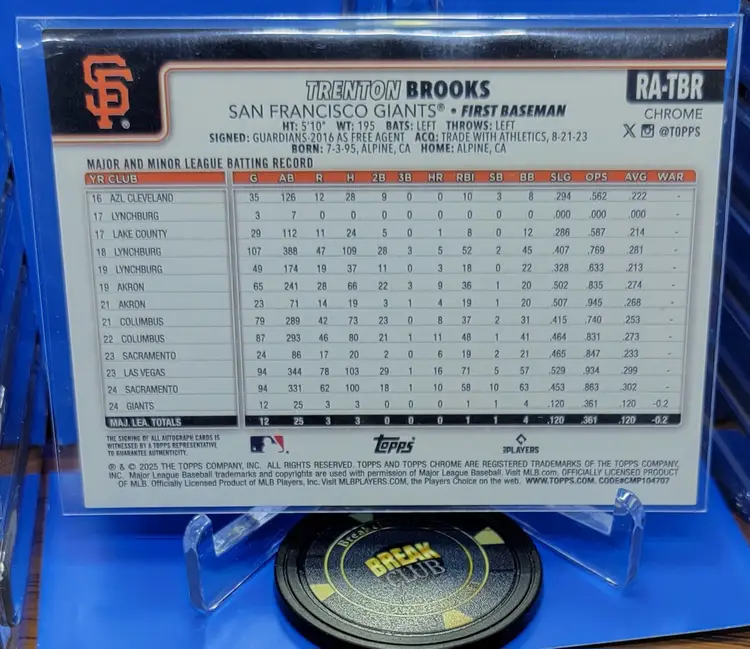 SF
TRENTON BROOKS
RA-TBR
SAN FRANCISCO GIANTS® • FIRST BASEMAN
CHROME
HT: 5'10" WT: 195 BATS: LEFT THROWS: LEFT
X @TOPPS
SIGNED: GUARDIANS-2016 AS FREE AGENT ACQ: TRADE WITH ATHLETICS, 8-21-23
BORN: 7-3-95, ALPINE, CA HOME: ALPINE, CA
MAJOR AND MINOR LEAGUE BATTING RECORD
YR CLUB G AB R H 2B 3B HR RBI SB BB SLG OPS AVG WAR
16 AZL CLEVELAND 35 126 12 28 9 0 0 10 3 8 .294 .562 .222 -
17 LYNCHBURG 3 7 0 0 0 0 0 0 0 0 .000 .000 .000 -
17 LAKE COUNTY 29 112 11 24 5 0 1 8 0 12 .286 .587 .214 -
18 LYNCHBURG 107 388 47 109 28 3 5 52 2 45 .407 .769 .281 -
19 LYNCHBURG 49 174 19 37 11 0 3 18 0 22 .328 .633 .213 -
19 AKRON 65 241 28 66 22 3 9 36 1 20 .502 .835 .274 -
21 AKRON 23 71 14 19 3 1 4 19 1 20 .507 .945 .268 -
21 COLUMBUS 79 289 42 73 23 0 8 37 2 31 .415 .740 .253 -
22 COLUMBUS 87 293 46 80 21 1 11 48 1 41 .464 .831 .273 -
23 SACRAMENTO 24 86 17 20 2 0 6 19 2 21 .465 .847 .233 -
23 LAS VEGAS 94 344 78 103 29 1 16 71 5 57 .529 .934 .299 -
24 SACRAMENTO 94 331 62 100 18 1 10 58 10 63 .453 .863 .302 -
24 GIANTS 12 25 3 3 0 0 0 1 1 4 .120 .361 .120 -0.2
MAJ. LEA. TOTALS 12 25 3 3 0 0 0 1 1 4 .120 .361 .120 -0.2
THE SIGNING OF ALL AUTOGRAPH CARDS IS
WITNESSED BY A TOPPS REPRESENTATIVE
TO GUARANTEE AUTHENTICITY.
topps®
PLAYERS
® & © 2025 THE TOPPS COMPANY, INC. ALL RIGHTS RESERVED. TOPPS AND TOPPS CHROME ARE REGISTERED TRADEMARKS OF THE TOPPS COMPANY,
INC. Major League Baseball trademarks and copyrights are used with permission of Major League Baseball. Visit MLB.com. OFFICIALLY LICENSED PRODUCT
OF MLB. Officially Licensed Product of MLB Players, Inc. Visit MLBPLAYERS.COM, the Players Choice on the web. WWW.TOPPS.COM. CODE#CMP104707
Breaker
BREAK
CLUB